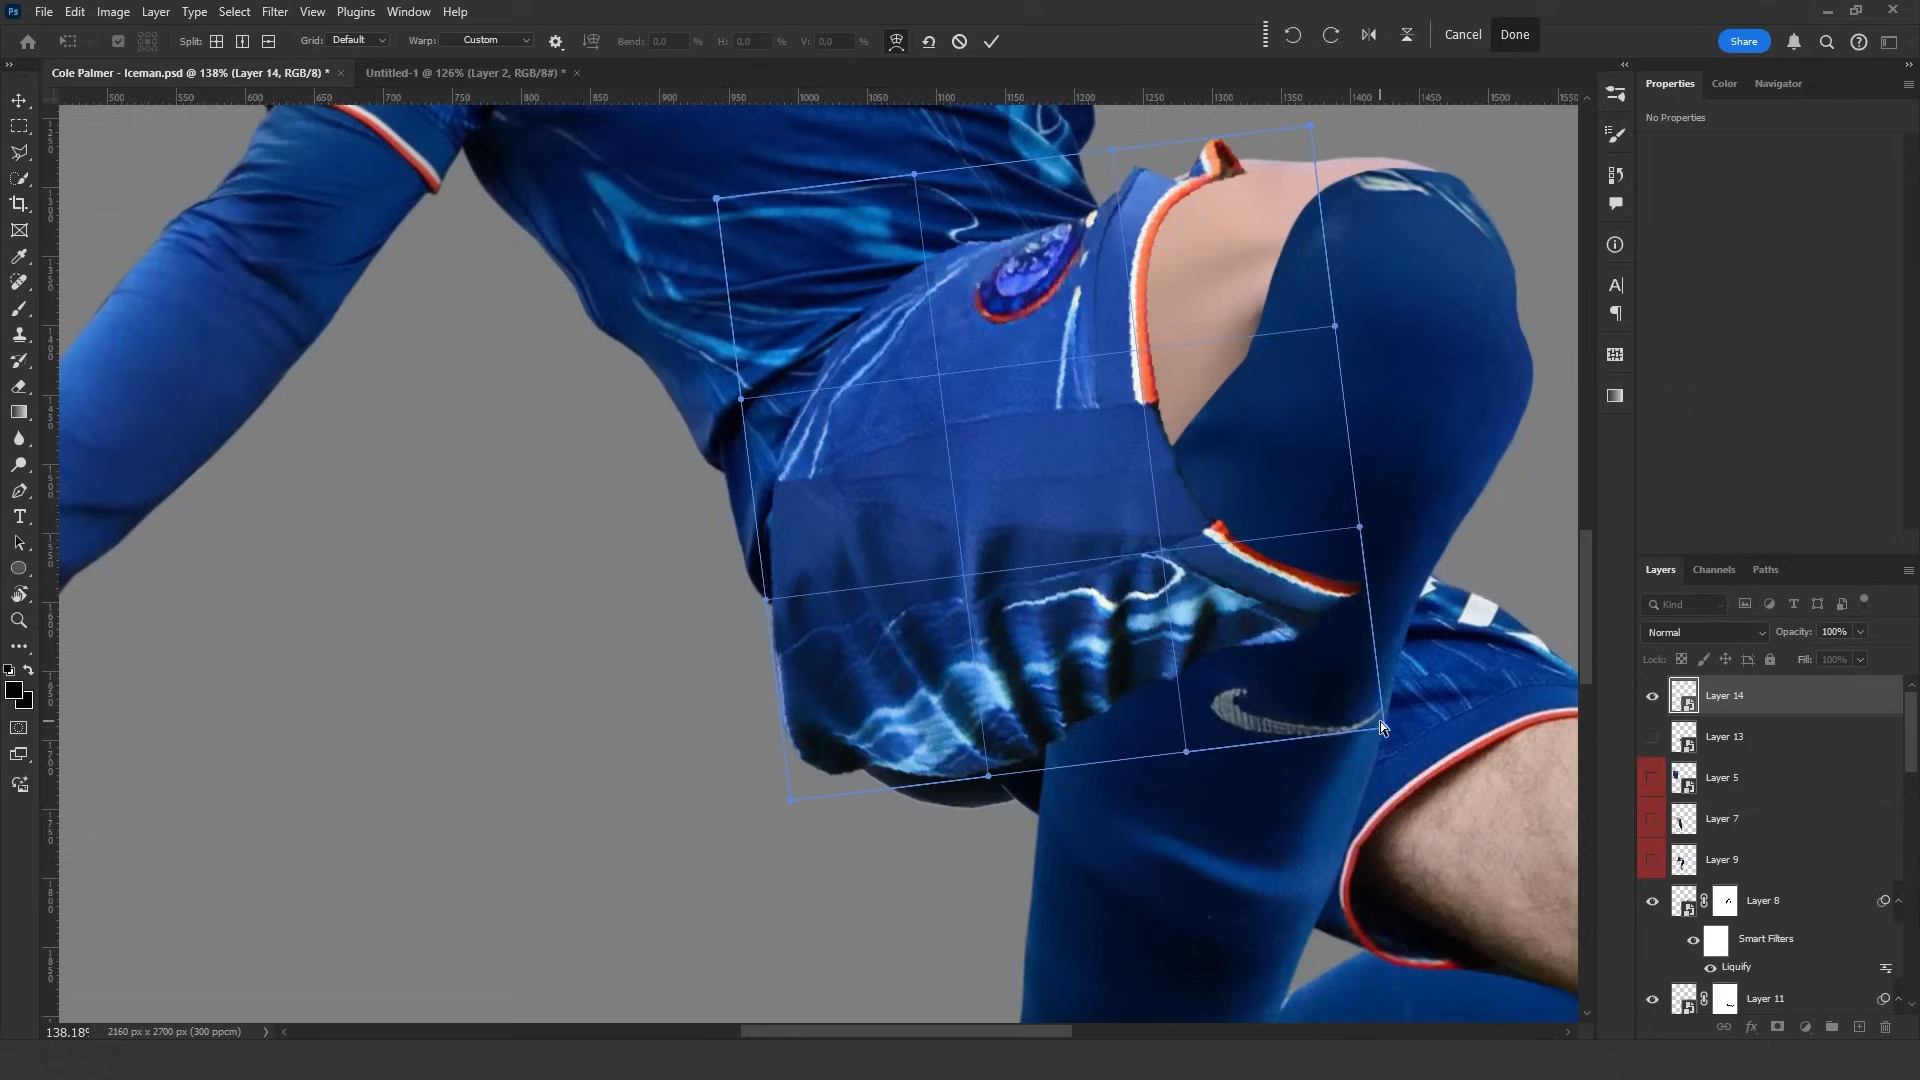 Ps File Edit Image Layer Type Select Filter View Plugins Window Help
Split: Grid: Default Warp: Custom Bend: 0,0 % H: 0,0 % V: 0,0 % Cancel Done Share
Cole Palmer - Iceman.psd @ 138% (Layer 14, RGB/8) * × Untitled-1 @ 126% (Layer 2, RGB/8#) * ×
500 550 600 650 700 750 800 850 900 950 1000 1050 1100 1150 1200 1250 1300 1350 1400 1450 1500 1550
Properties Color Navigator
No Properties
Layers Channels Paths
Kind
Normal Opacity: 100%
Lock: Fill: 100%
Layer 14
Layer 13
Layer 5
Layer 7
Layer 9
Layer 8
Smart Filters
Liquify
Layer 11
138.18% 2160 px x 2700 px (300 ppcm)